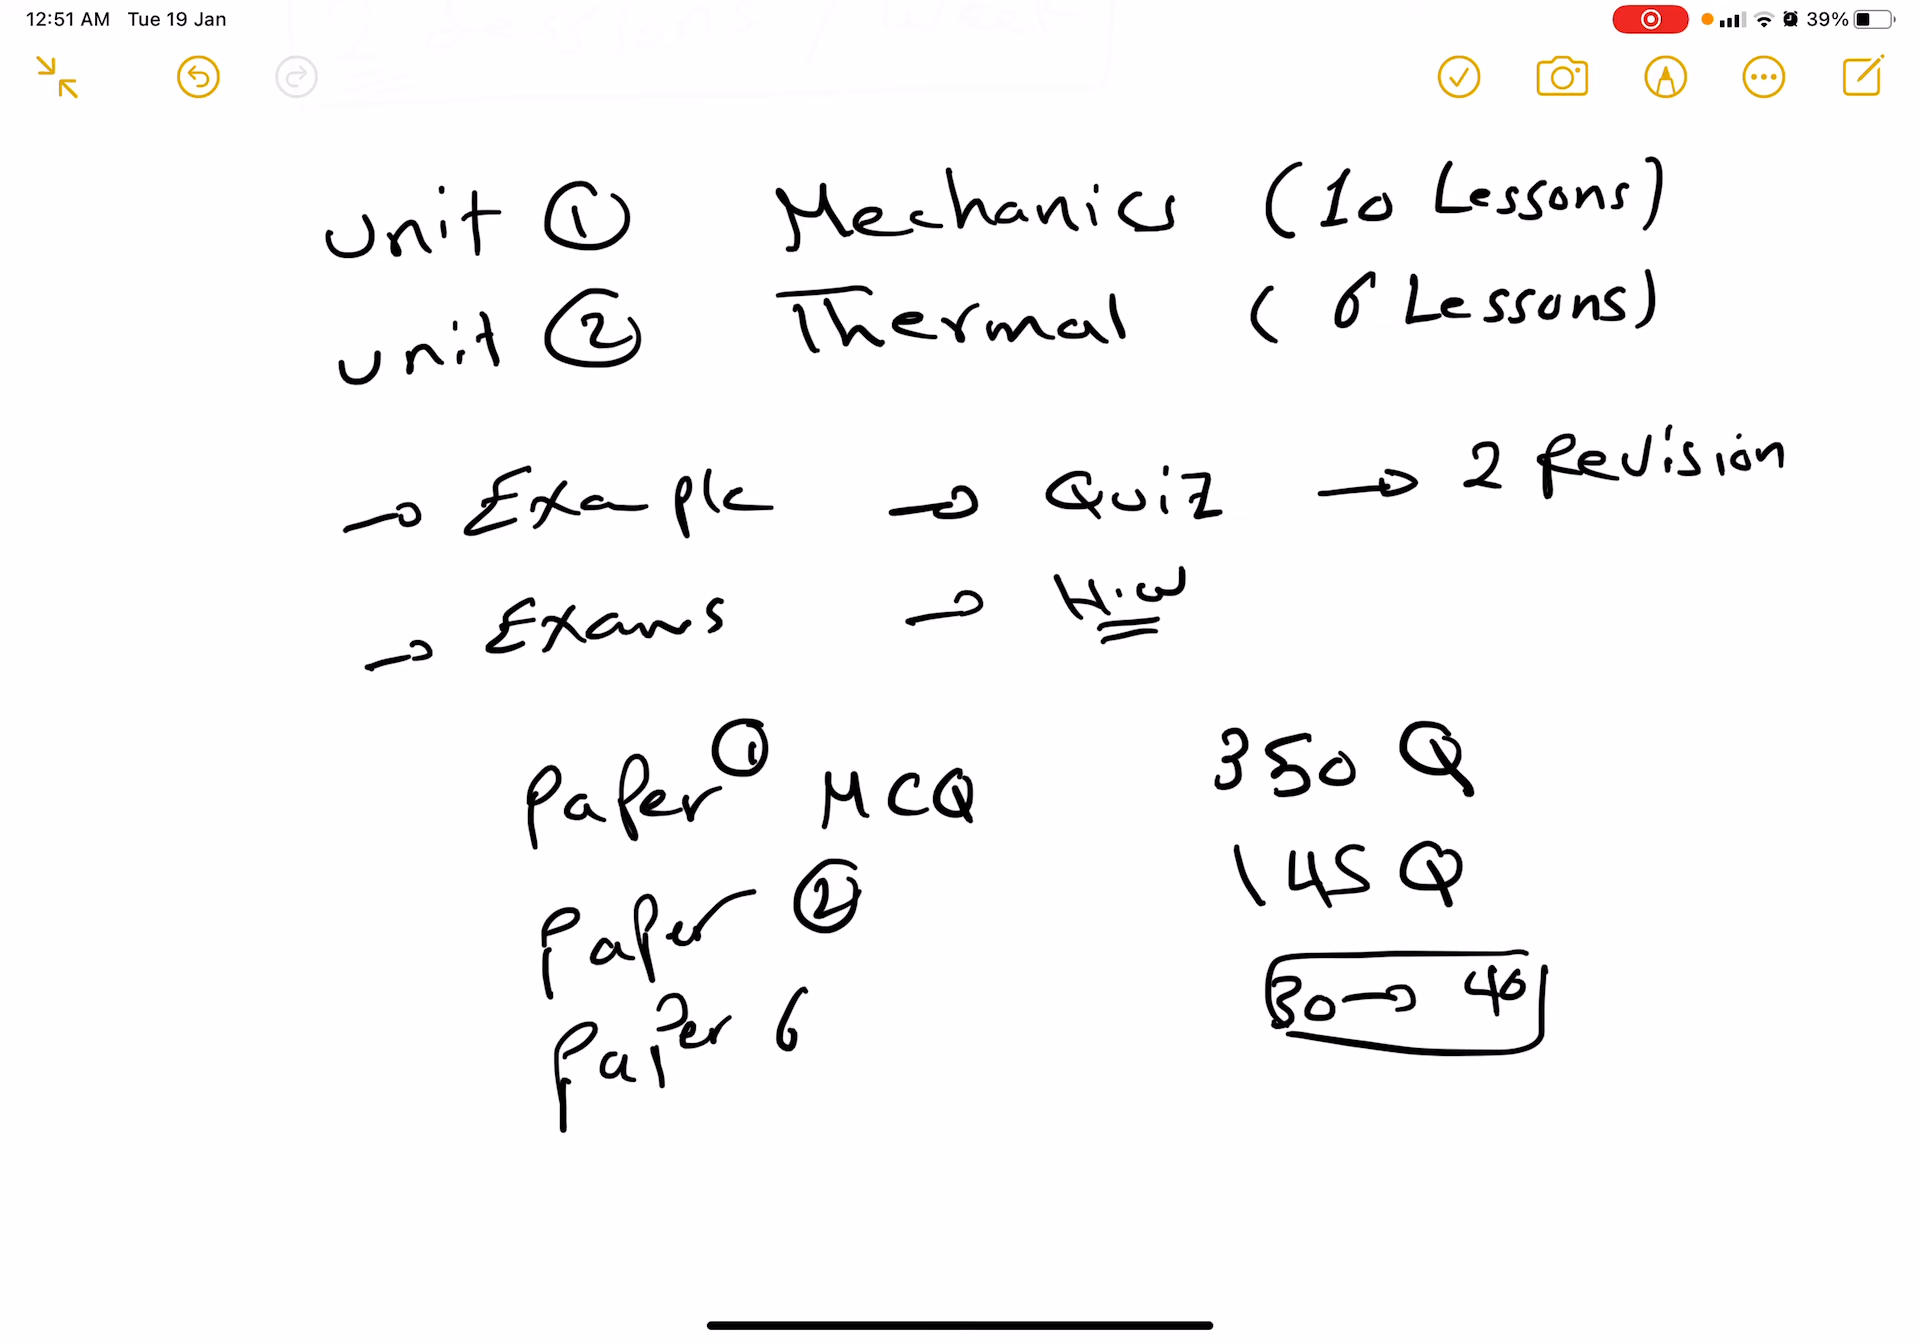 12:51 AM Tue 19 Jan 39%
Unit ① Mechanics (10 Lessons)
Unit ② Thermal (6 Lessons)
→ Example → Quiz → 2 Revision
→ Exams → H.W
Paper ① MCQ 350 Q
Paper ② 145 Q
Paper 6 30 → 40